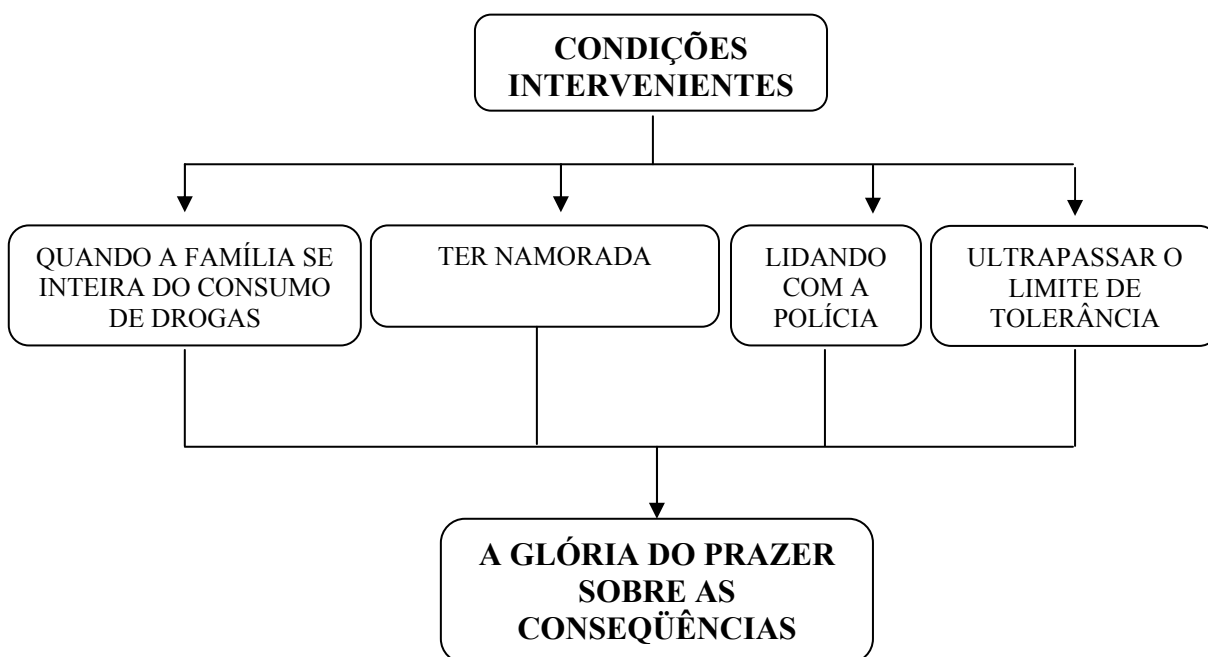 CONDIÇÕES
INTERVENIENTES
QUANDO A FAMÍLIA SE
INTEIRA DO CONSUMO
DE DROGAS
TER NAMORADA
LIDANDO
COM A
POLÍCIA
ULTRAPASSAR O
LIMITE DE
TOLERÂNCIA
A GLÓRIA DO PRAZER
SOBRE AS
CONSEQÜÊNCIAS